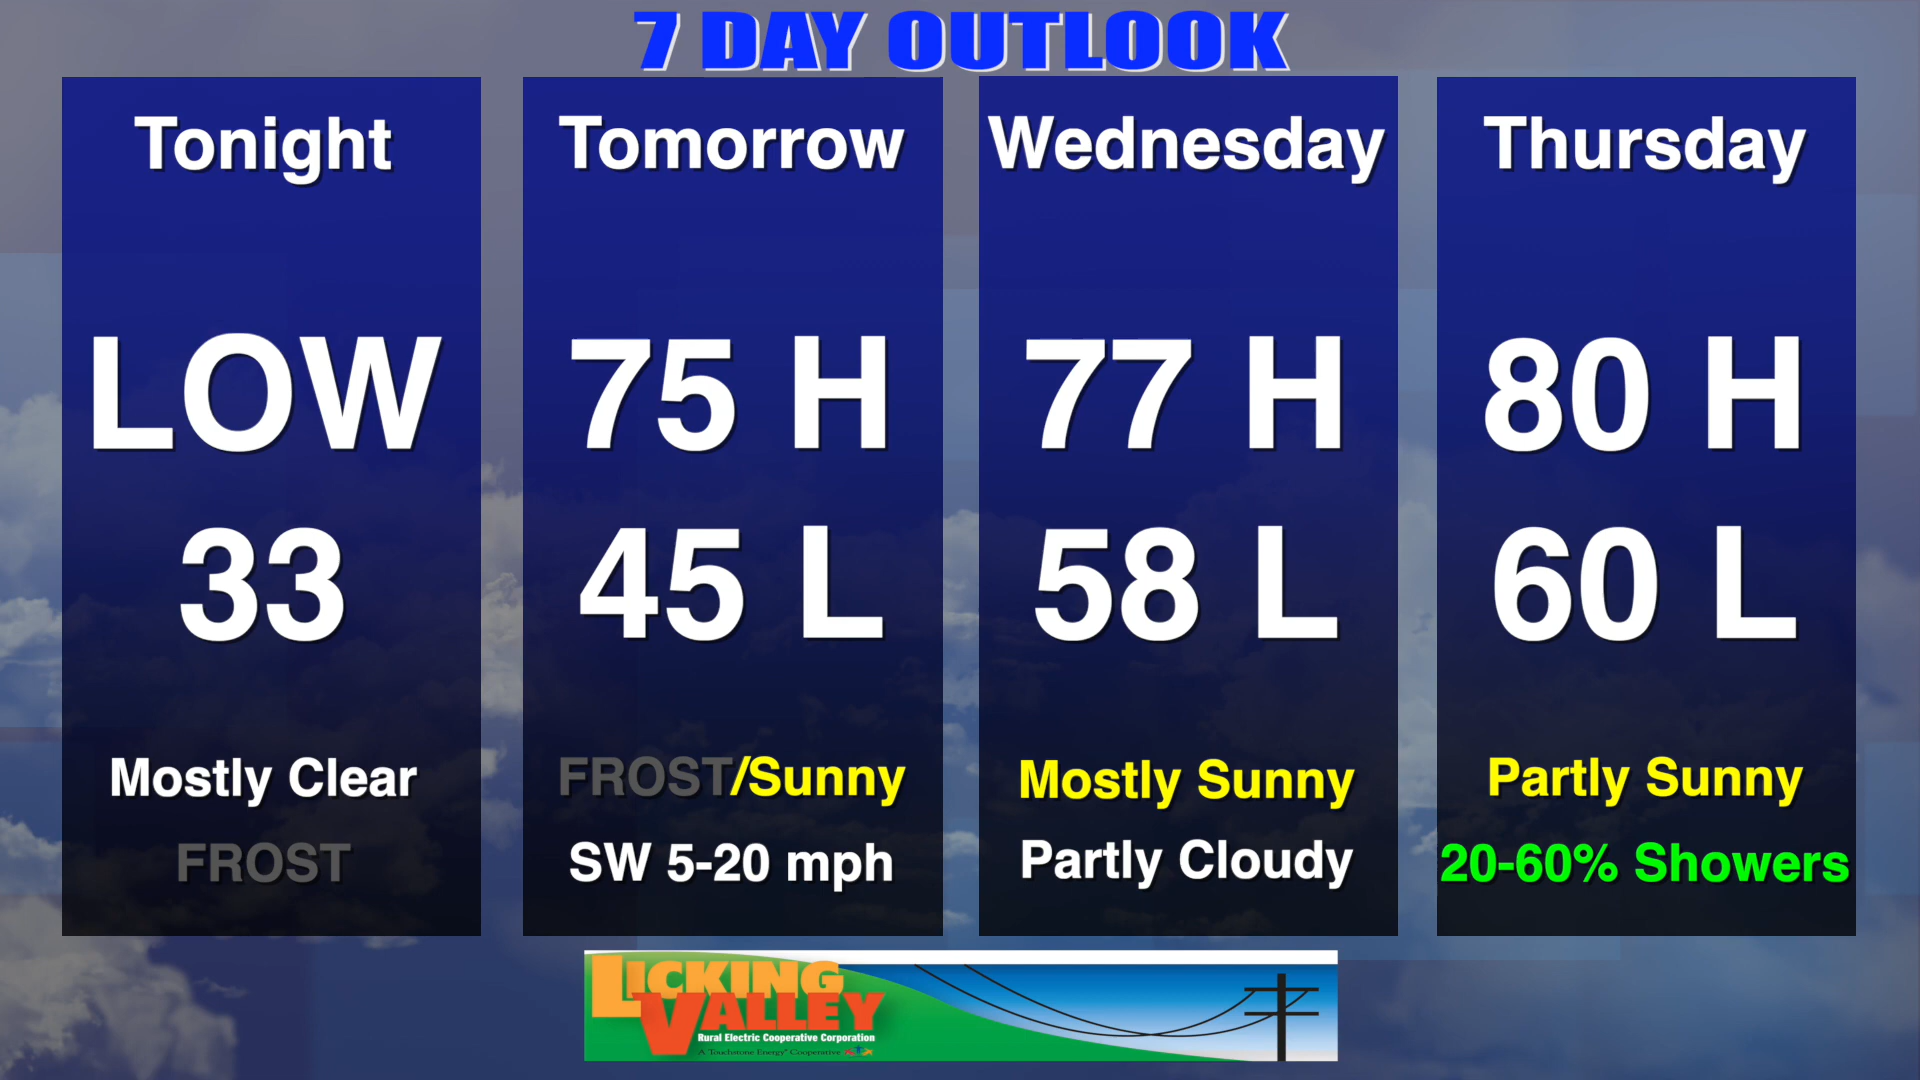 7 DAY OUTLOOK
Tonight
LOW
33
Mostly Clear
FROST
Tomorrow
75 H
45 L
FROST/Sunny
SW 5-20 mph
Wednesday
77 H
58 L
Mostly Sunny
Partly Cloudy
Thursday
80 H
60 L
Partly Sunny
20-60% Showers
LICKING
VALLEY
Rural Electric Cooperative Corporation
A Touchstone Energy® Cooperative